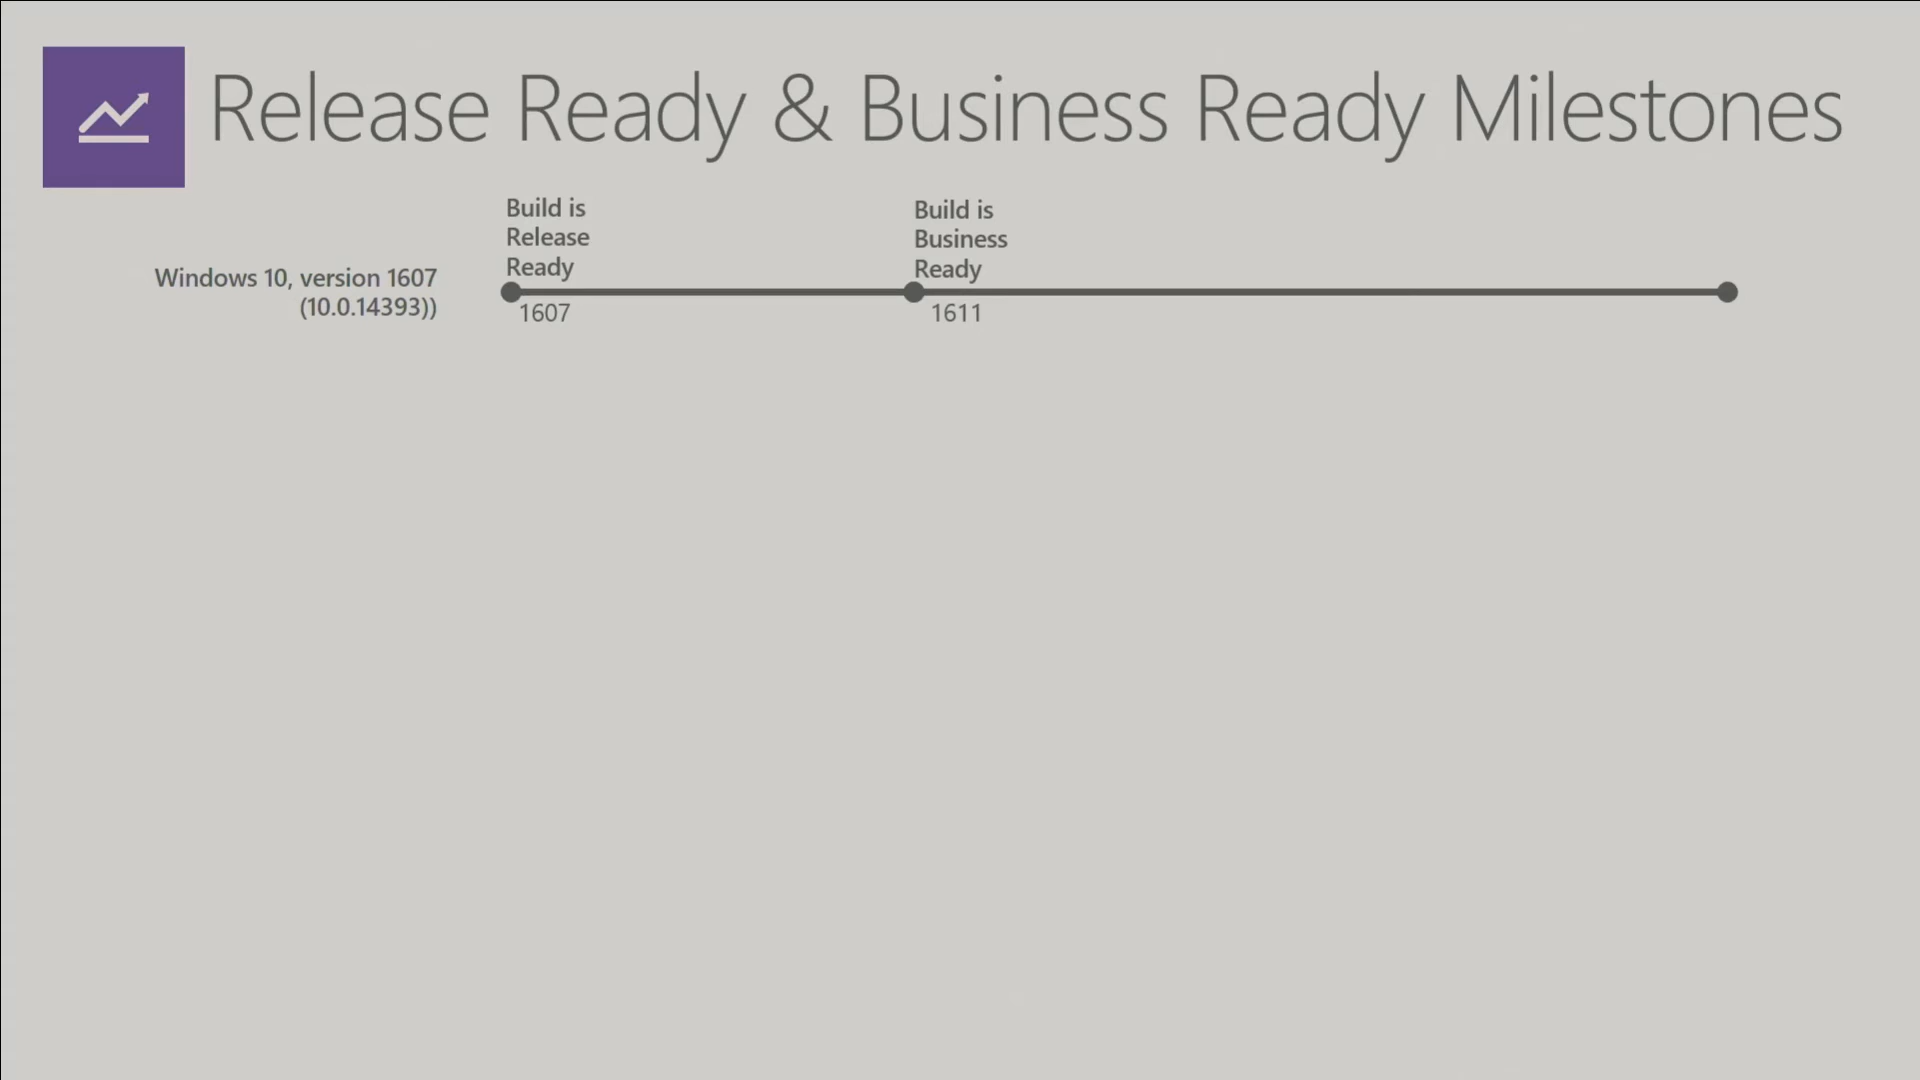 Release Ready & Business Ready Milestones
Build is
Release
Ready
Build is
Business
Ready
Windows 10, version 1607
(10.0.14393))
1607
1611